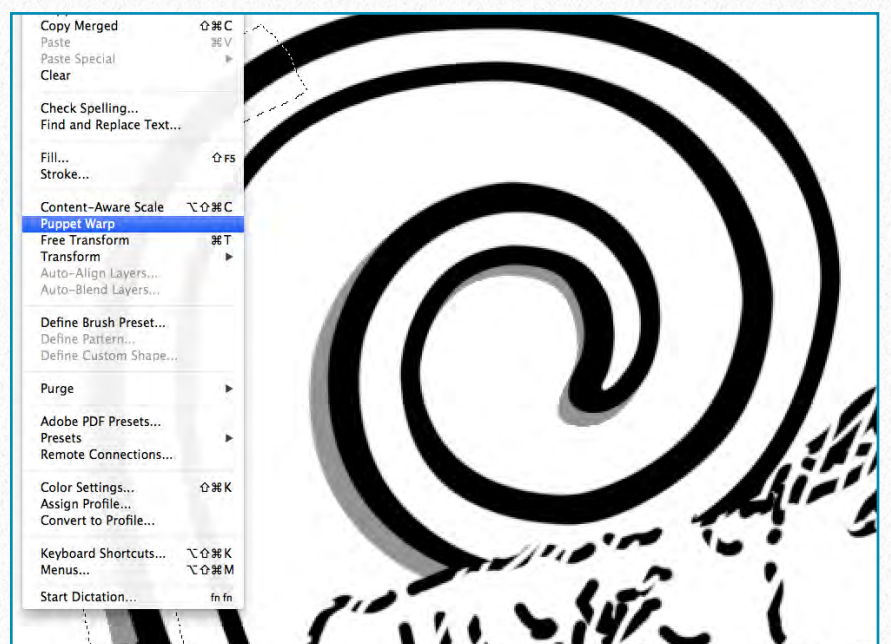 Copy Merged ⇧⌘C
Paste ⌘V
Paste Special ▶
Clear
Check Spelling...
Find and Replace Text...
Fill... ⇧F5
Stroke...
Content-Aware Scale ⌥⇧⌘C
Puppet Warp
Free Transform ⌘T
Transform ▶
Auto-Align Layers...
Auto-Blend Layers...
Define Brush Preset...
Define Pattern...
Define Custom Shape...
Purge ▶
Adobe PDF Presets...
Presets ▶
Remote Connections...
Color Settings... ⇧⌘K
Assign Profile...
Convert to Profile...
Keyboard Shortcuts... ⌥⇧⌘K
Menus... ⌥⇧⌘M
Start Dictation... fn fn